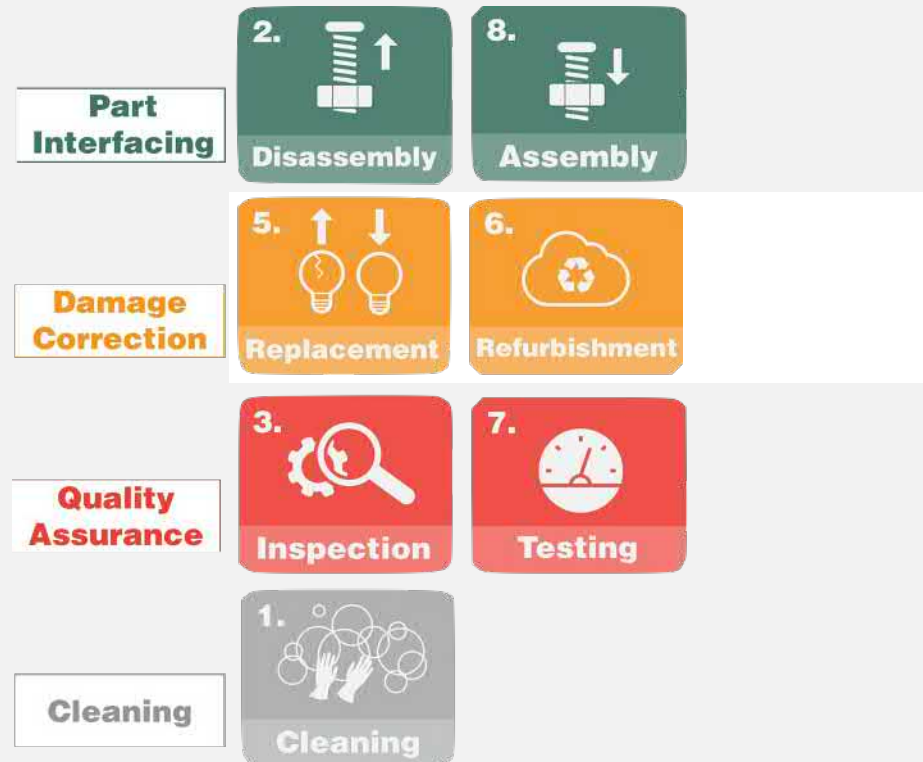 2.
8.
Part
Interfacing
Disassembly
Assembly
5.
6.
Damage
Correction
Replacement
Refurbishment
3.
7.
Quality
Assurance
Inspection
Testing
1.
Cleaning
Cleaning